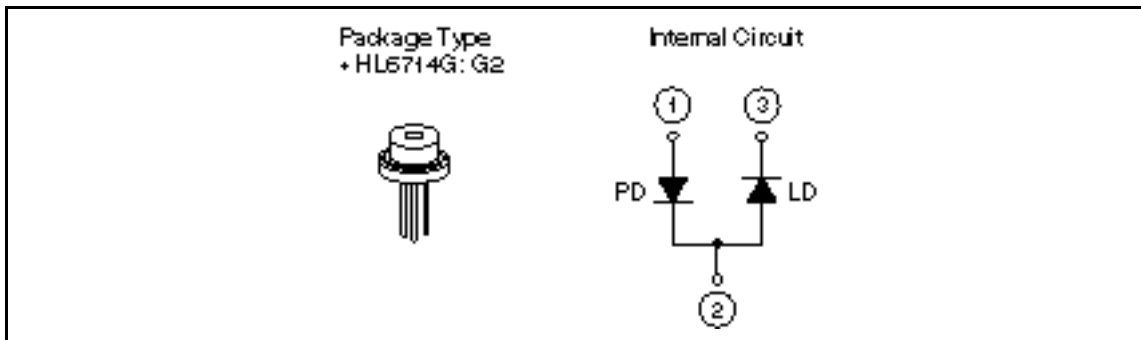 Package Type
• HL6714G: G2
Internal Circuit
1
3
PD
LD
2